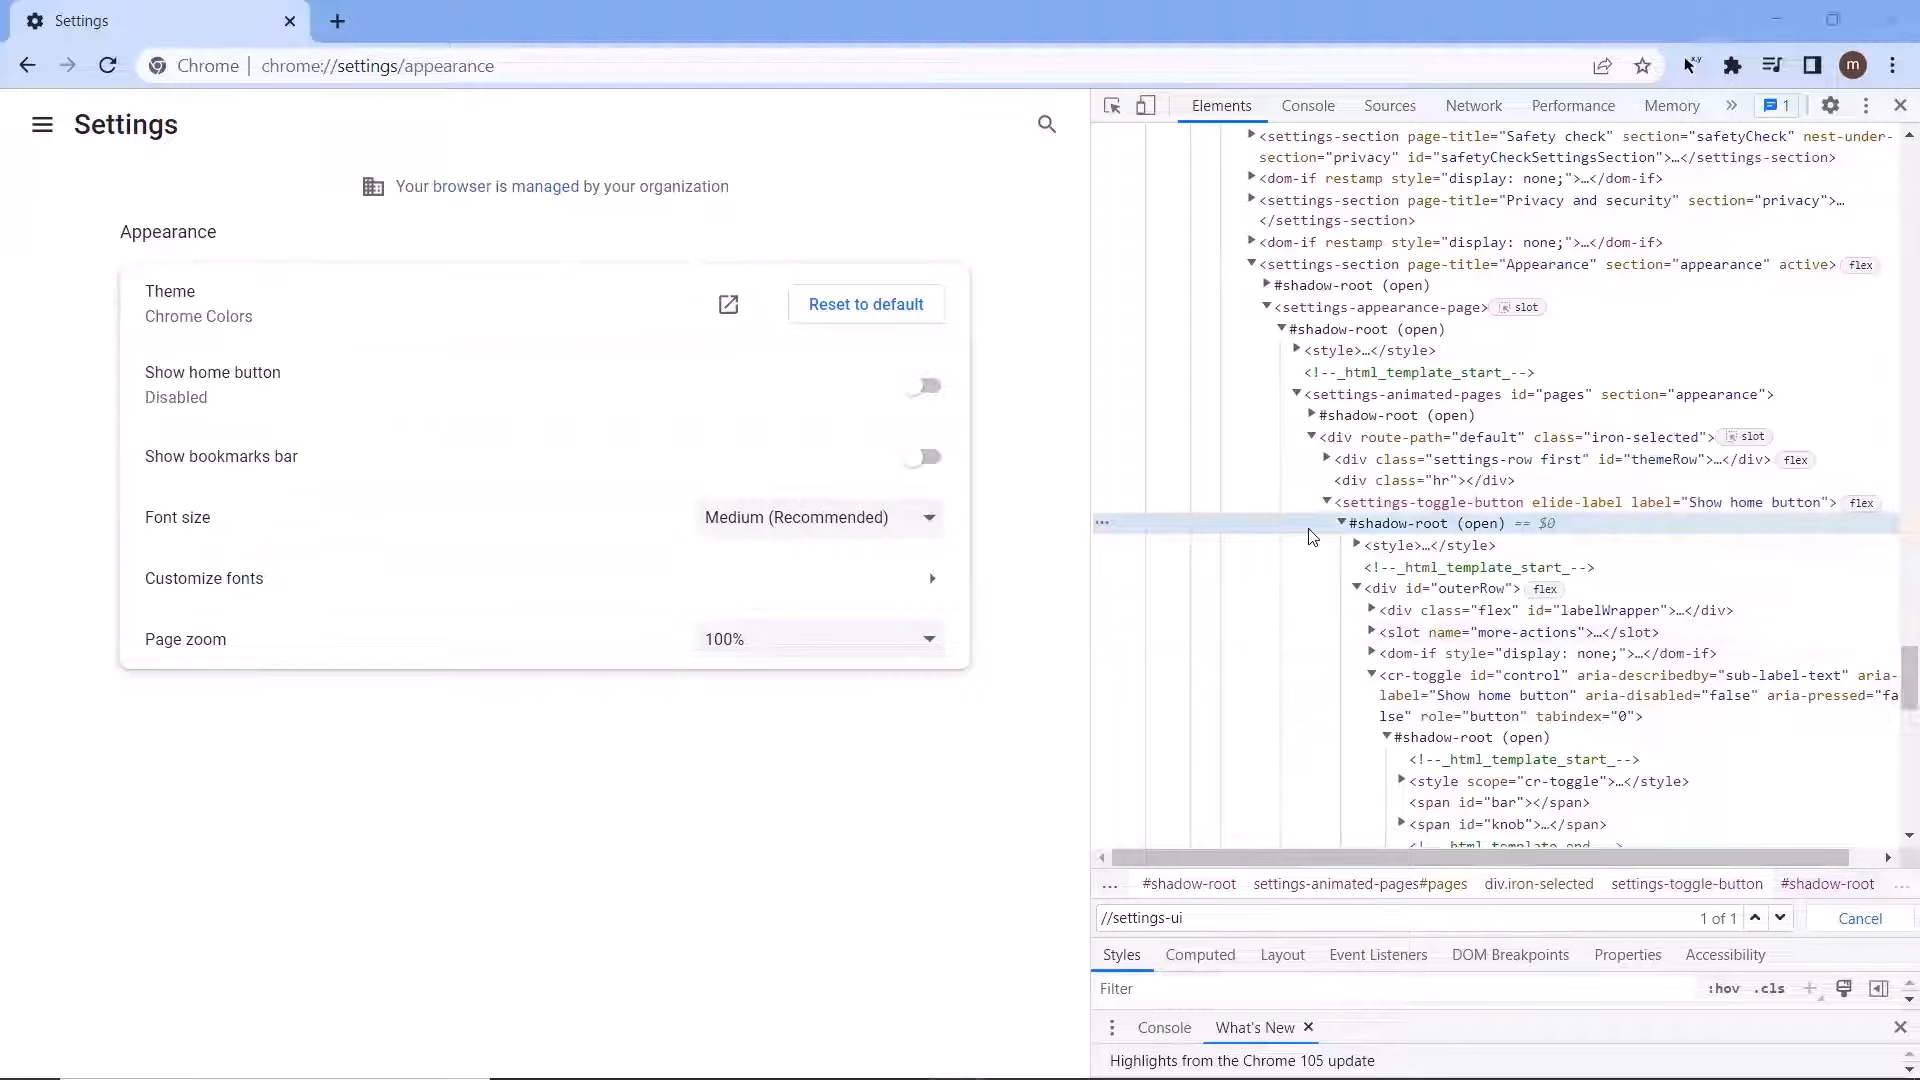 Settings
Chrome
chrome://settings/appearance
m
Settings
Your browser is managed by your organization
Appearance
Theme
Chrome Colors
Reset to default
Show home button
Disabled
Show bookmarks bar
Font size
Medium (Recommended)
Customize fonts
Page zoom
100%
Elements Console Sources Network Performance Memory » 1
<settings-section page-title="Safety check" section="safetyCheck" nest-under-
section="privacy" id="safetyCheckSettingsSection">…</settings-section>
<dom-if restamp style="display: none;">…</dom-if>
<settings-section page-title="Privacy and security" section="privacy">…
</settings-section>
<dom-if restamp style="display: none;">…</dom-if>
<settings-section page-title="Appearance" section="appearance" active> flex
#shadow-root (open)
<settings-appearance-page> slot
#shadow-root (open)
<style>…</style>
<!--_html_template_start_-->
<settings-animated-pages id="pages" section="appearance">
#shadow-root (open)
<div route-path="default" class="iron-selected"> slot
<div class="settings-row first" id="themeRow">…</div> flex
<div class="hr"></div>
<settings-toggle-button elide-label label="Show home button"> flex
… #shadow-root (open) == $0
<style>…</style>
<!--_html_template_start_-->
<div id="outerRow"> flex
<div class="flex" id="labelWrapper">…</div>
<slot name="more-actions">…</slot>
<dom-if style="display: none;">…</dom-if>
<cr-toggle id="control" aria-describedby="sub-label-text" aria-
label="Show home button" aria-disabled="false" aria-pressed="fa
lse" role="button" tabindex="0">
#shadow-root (open)
<!--_html_template_start_-->
<style scope="cr-toggle">…</style>
<span id="bar"></span>
<span id="knob">…</span>
<!--_html_template_end_-->
… #shadow-root settings-animated-pages#pages div.iron-selected settings-toggle-button #shadow-root …
//settings-ui 1 of 1 Cancel
Styles Computed Layout Event Listeners DOM Breakpoints Properties Accessibility
Filter :hov .cls
Console What's New
Highlights from the Chrome 105 update